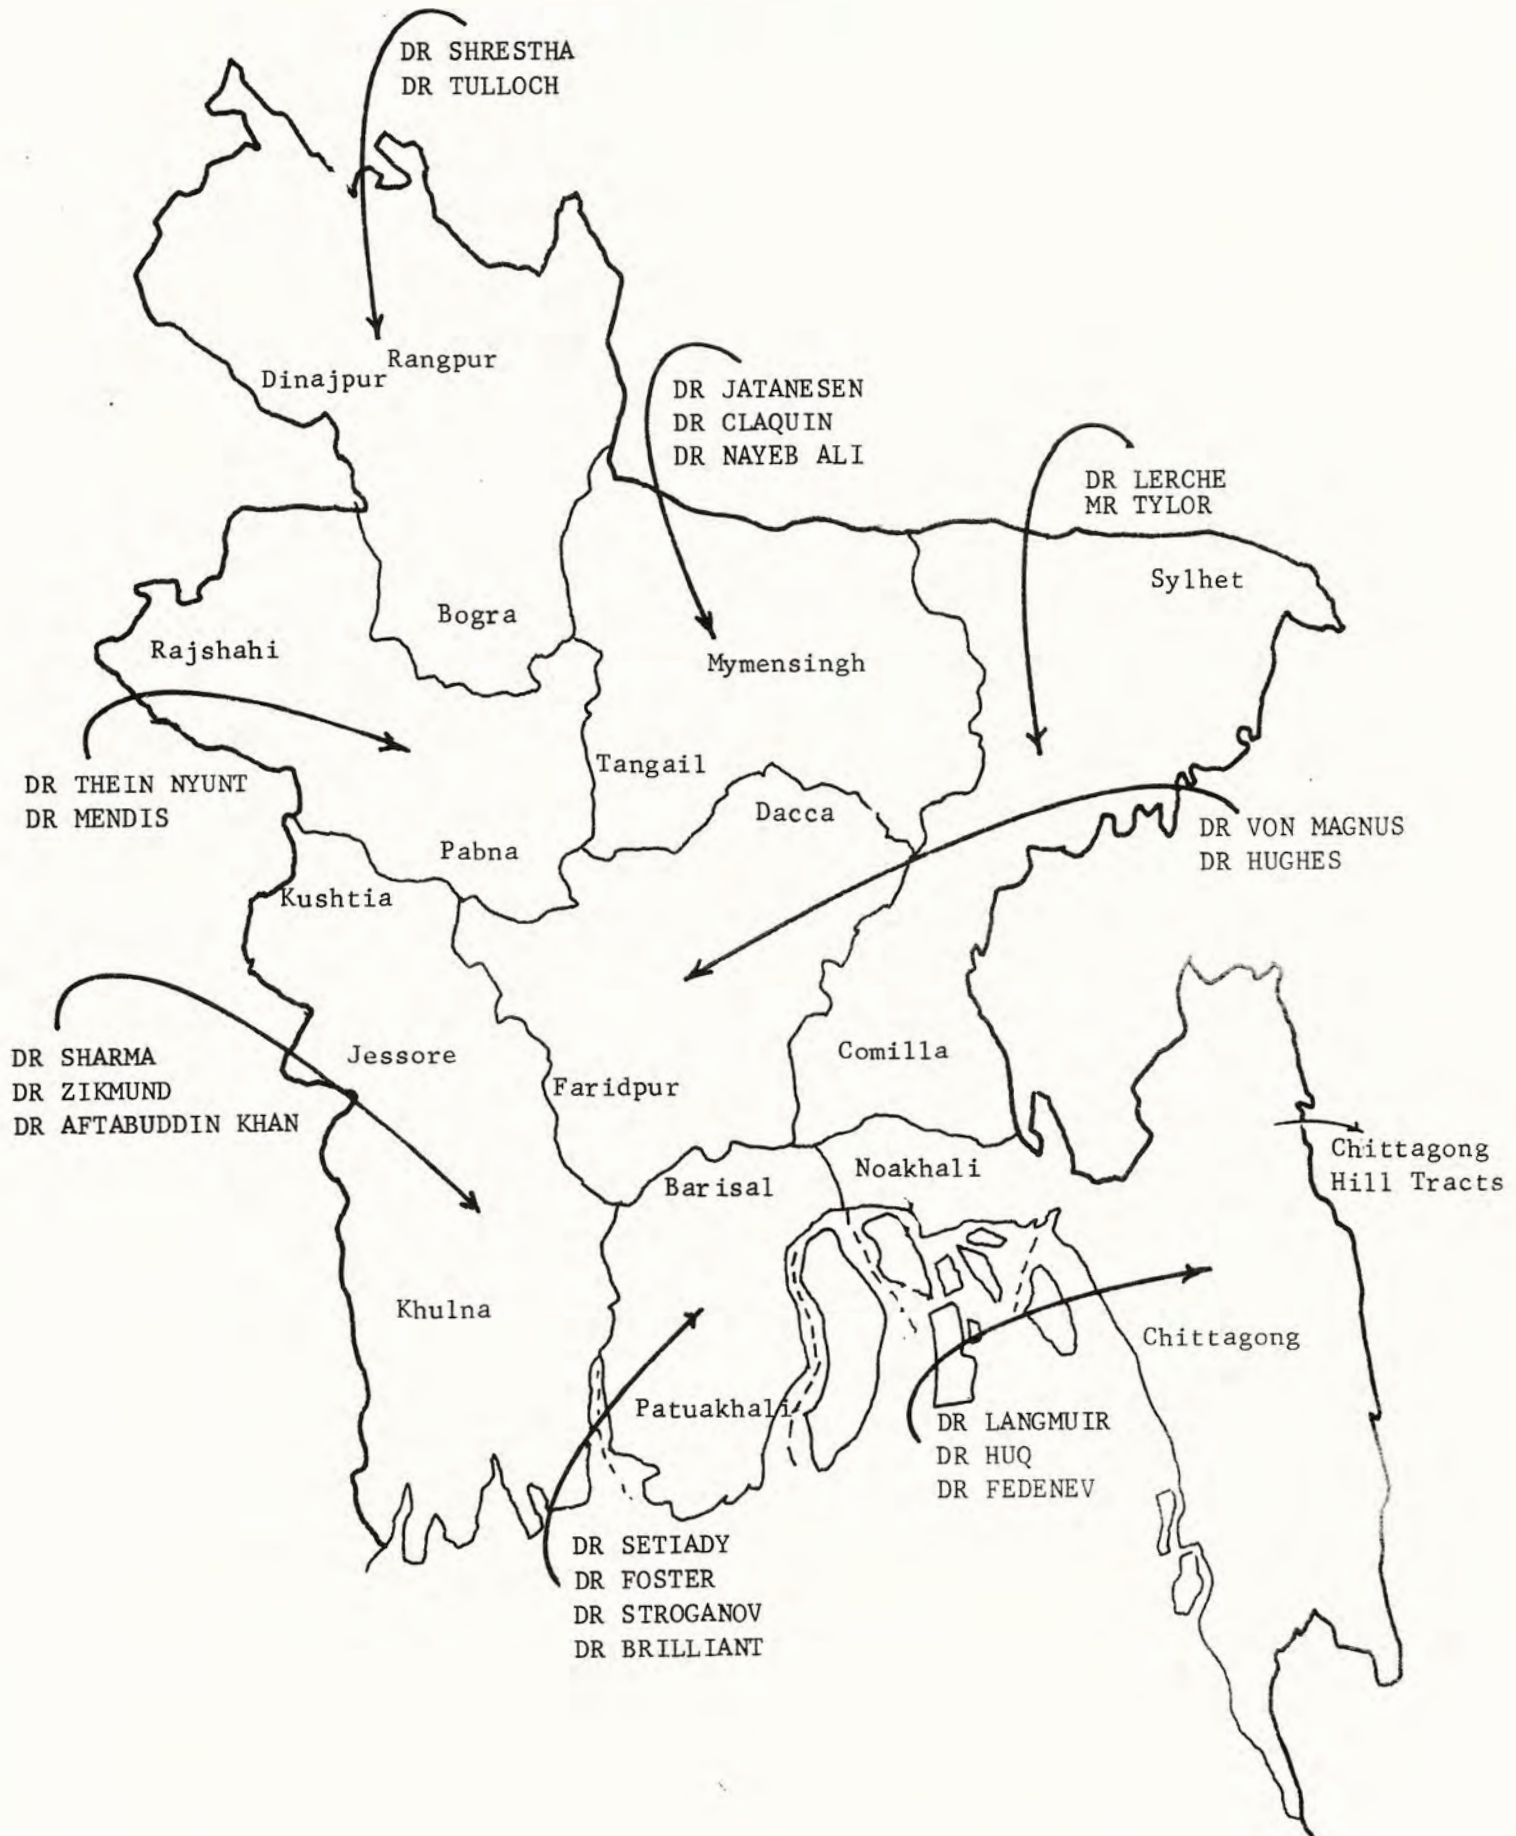 DR SHRESTHA
DR TULLOCH
Rangpur
Dinajpur
DR JATANESEN
DR CLAQUIN
DR NAYEB ALI
DR LERCHE
MR TYLOR
Sylhet
Bogra
Rajshahi
Mymensingh
Tangail
DR THEIN NYUNT
DR MENDIS
Dacca
DR VON MAGNUS
DR HUGHES
Pabna
Kushtia
Jessore
Comilla
DR SHARMA
DR ZIKMUND
DR AFTABUDDIN KHAN
Faridpur
Chittagong
Hill Tracts
Noakhali
Barisal
Khulna
Chittagong
Patuakhali
DR LANGMUIR
DR HUQ
DR FEDENEV
DR SETIADY
DR FOSTER
DR STROGANOV
DR BRILLIANT